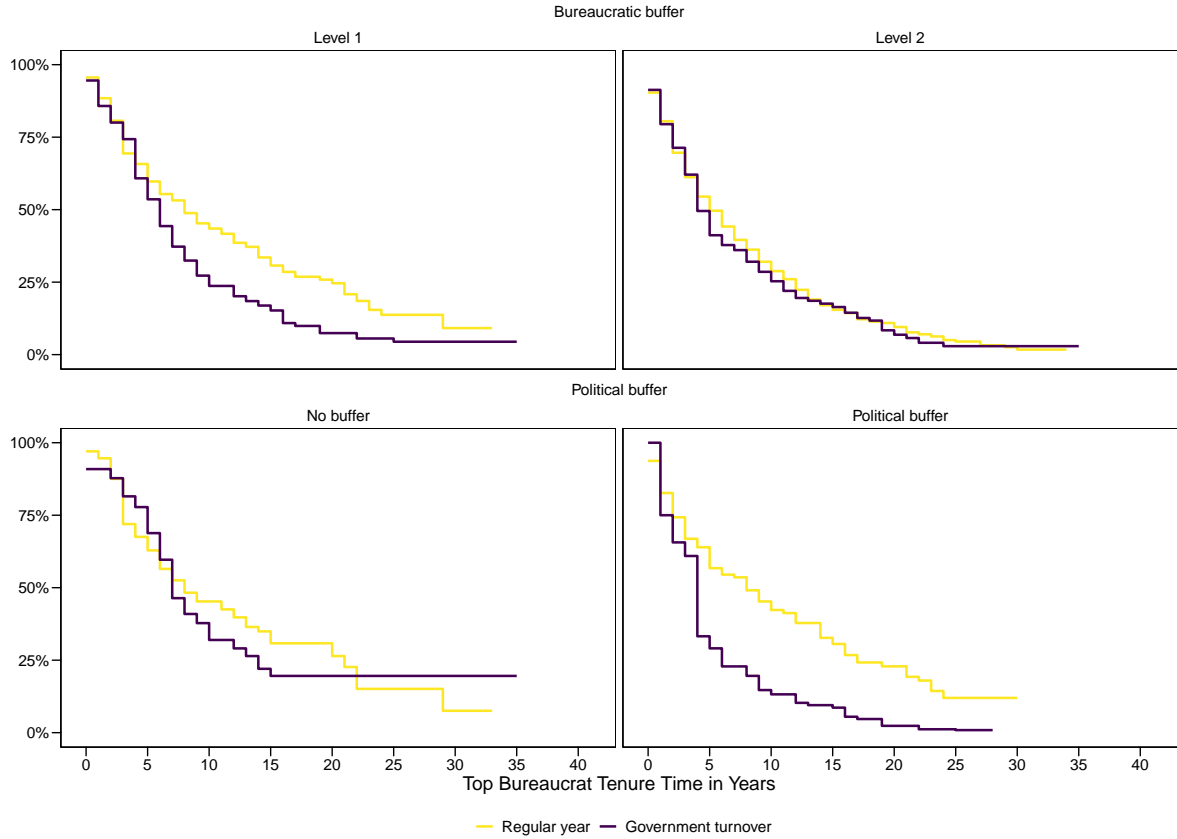 Bureaucratic buffer
Level 1
Level 2
100%
75%
50%
25%
0%
Political buffer
No buffer
Political buffer
100%
75%
50%
25%
0%
0 5 10 15 20 25 30 35 40
0 5 10 15 20 25 30 35 40
Top Bureaucrat Tenure Time in Years
Regular year Government turnover